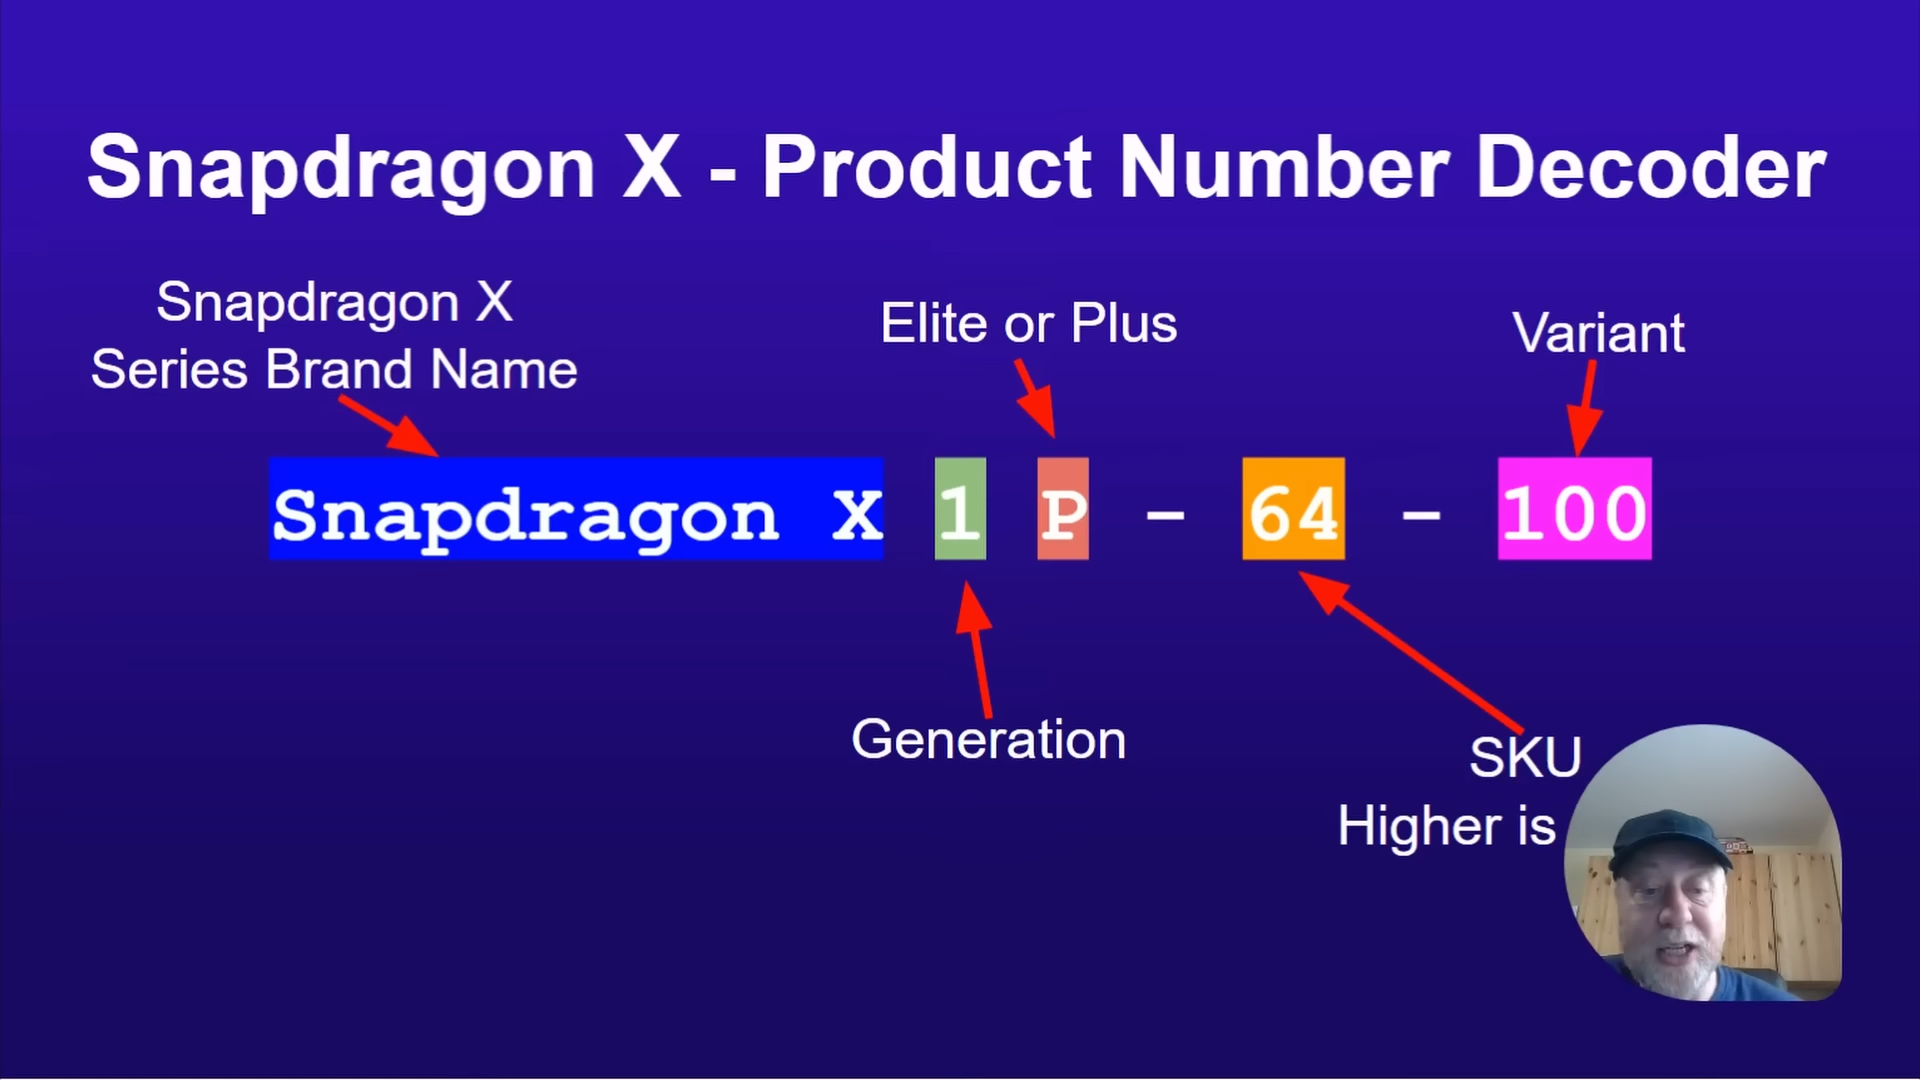 Snapdragon X - Product Number Decoder
Snapdragon X
Series Brand Name
Elite or Plus
Variant
Snapdragon X 1 P - 64 - 100
Generation
SKU
Higher is